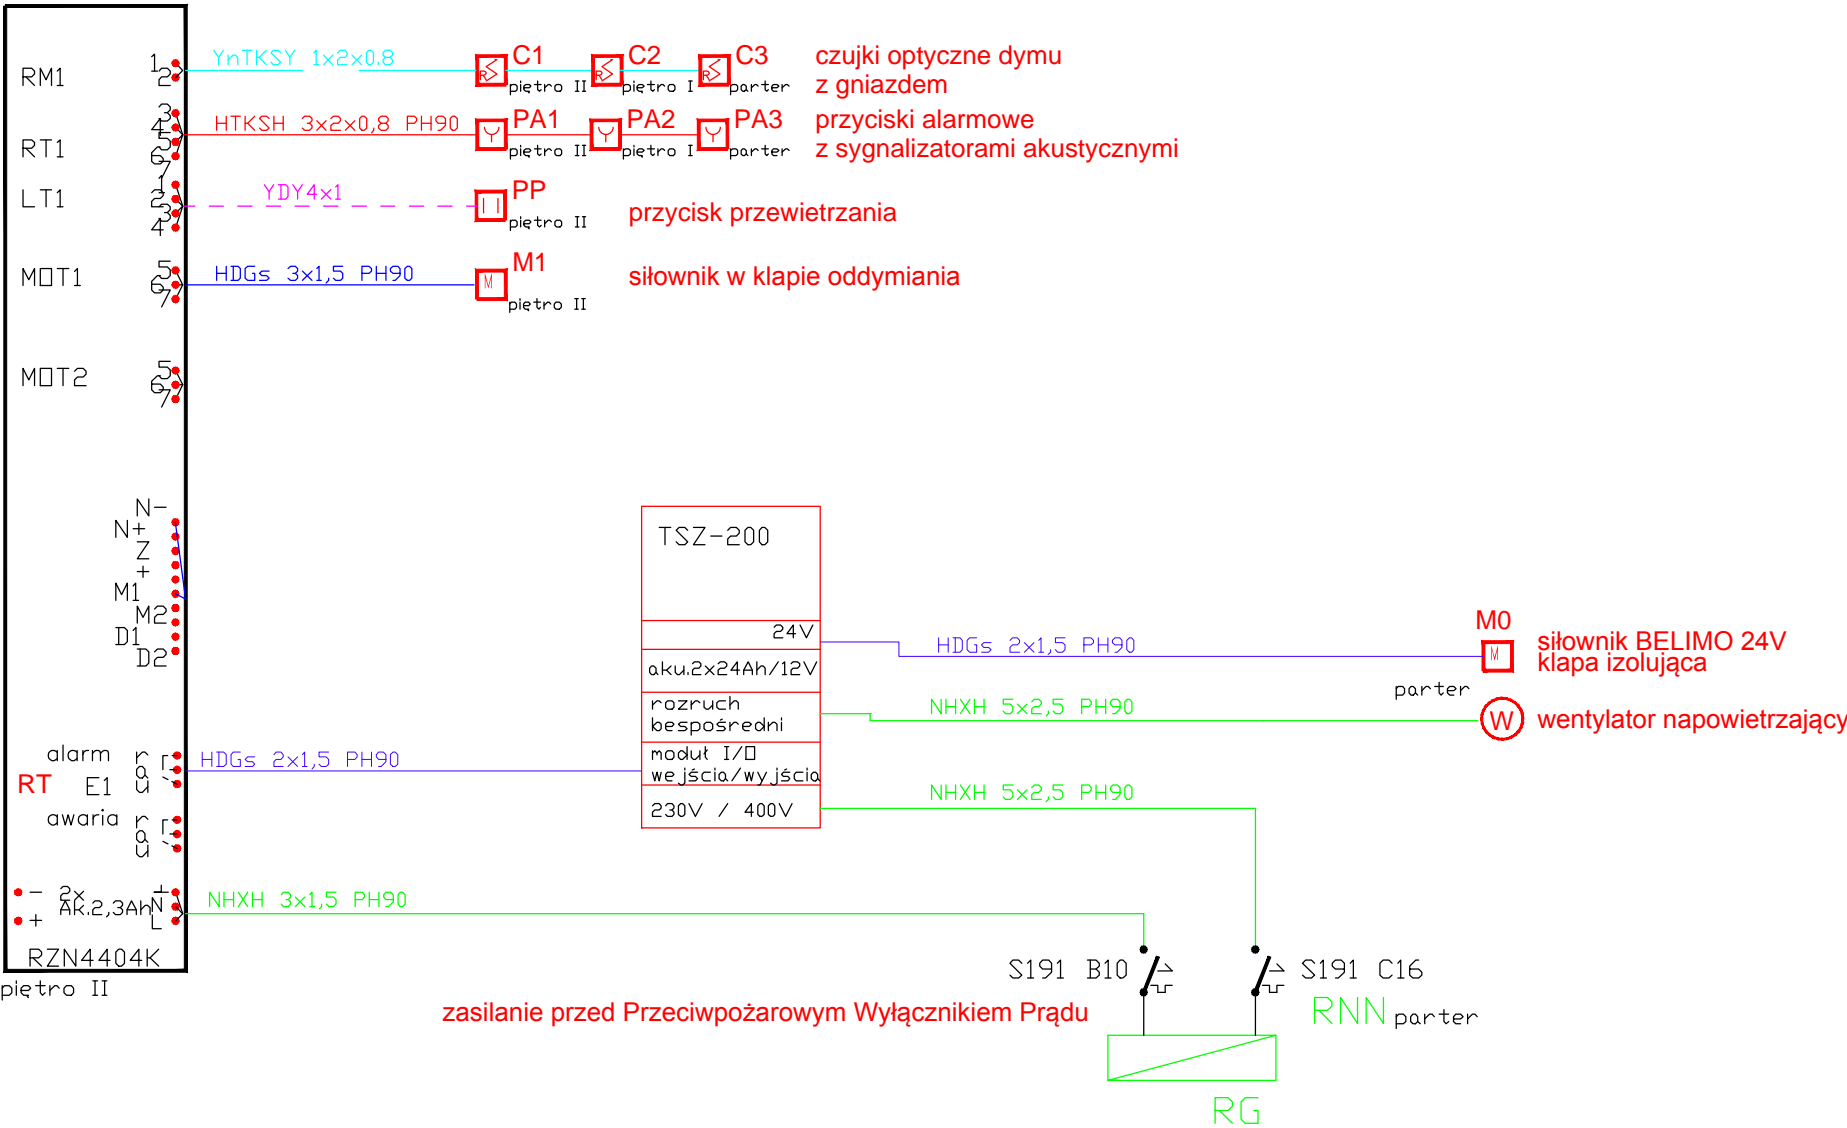 RM1
1
2
YnTKSY 1x2x0.8
C1
piętro II
C2
piętro I
C3
parter
czujki optyczne dymu
z gniazdem
RT1
3
4
5
6
7
HTKSH 3x2x0,8 PH90
PA1
piętro II
PA2
piętro I
PA3
parter
przyciski alarmowe
z sygnalizatorami akustycznymi
LT1
1
2
3
4
YDY4x1
PP
piętro II
przycisk przewietrzania
MOT1
5
6
7
HDGs 3x1,5 PH90
M
M1
piętro II
siłownik w klapie oddymiania
MOT2
5
6
7
N-
N+
Z
+
M1
M2
D1
D2
TSZ-200
24V
aku.2x24Ah/12V
rozruch
bespośredni
moduł I/O
wejścia/wyjścia
230V / 400V
HDGs 2x1,5 PH90
M0
M
siłownik BELIMO 24V
klapa izolująca
parter
NHXH 5x2,5 PH90
W
wentylator napowietrzający
NHXH 5x2,5 PH90
alarm
RT E1
r
a
u
HDGs 2x1,5 PH90
awaria
r
a
u
- 2x
+ AK.2,3Ah
N
L
NHXH 3x1,5 PH90
RZN4404K
piętro II
S191 B10
S191 C16
zasilanie przed Przeciwpożarowym Wyłącznikiem Prądu
RNN parter
RG